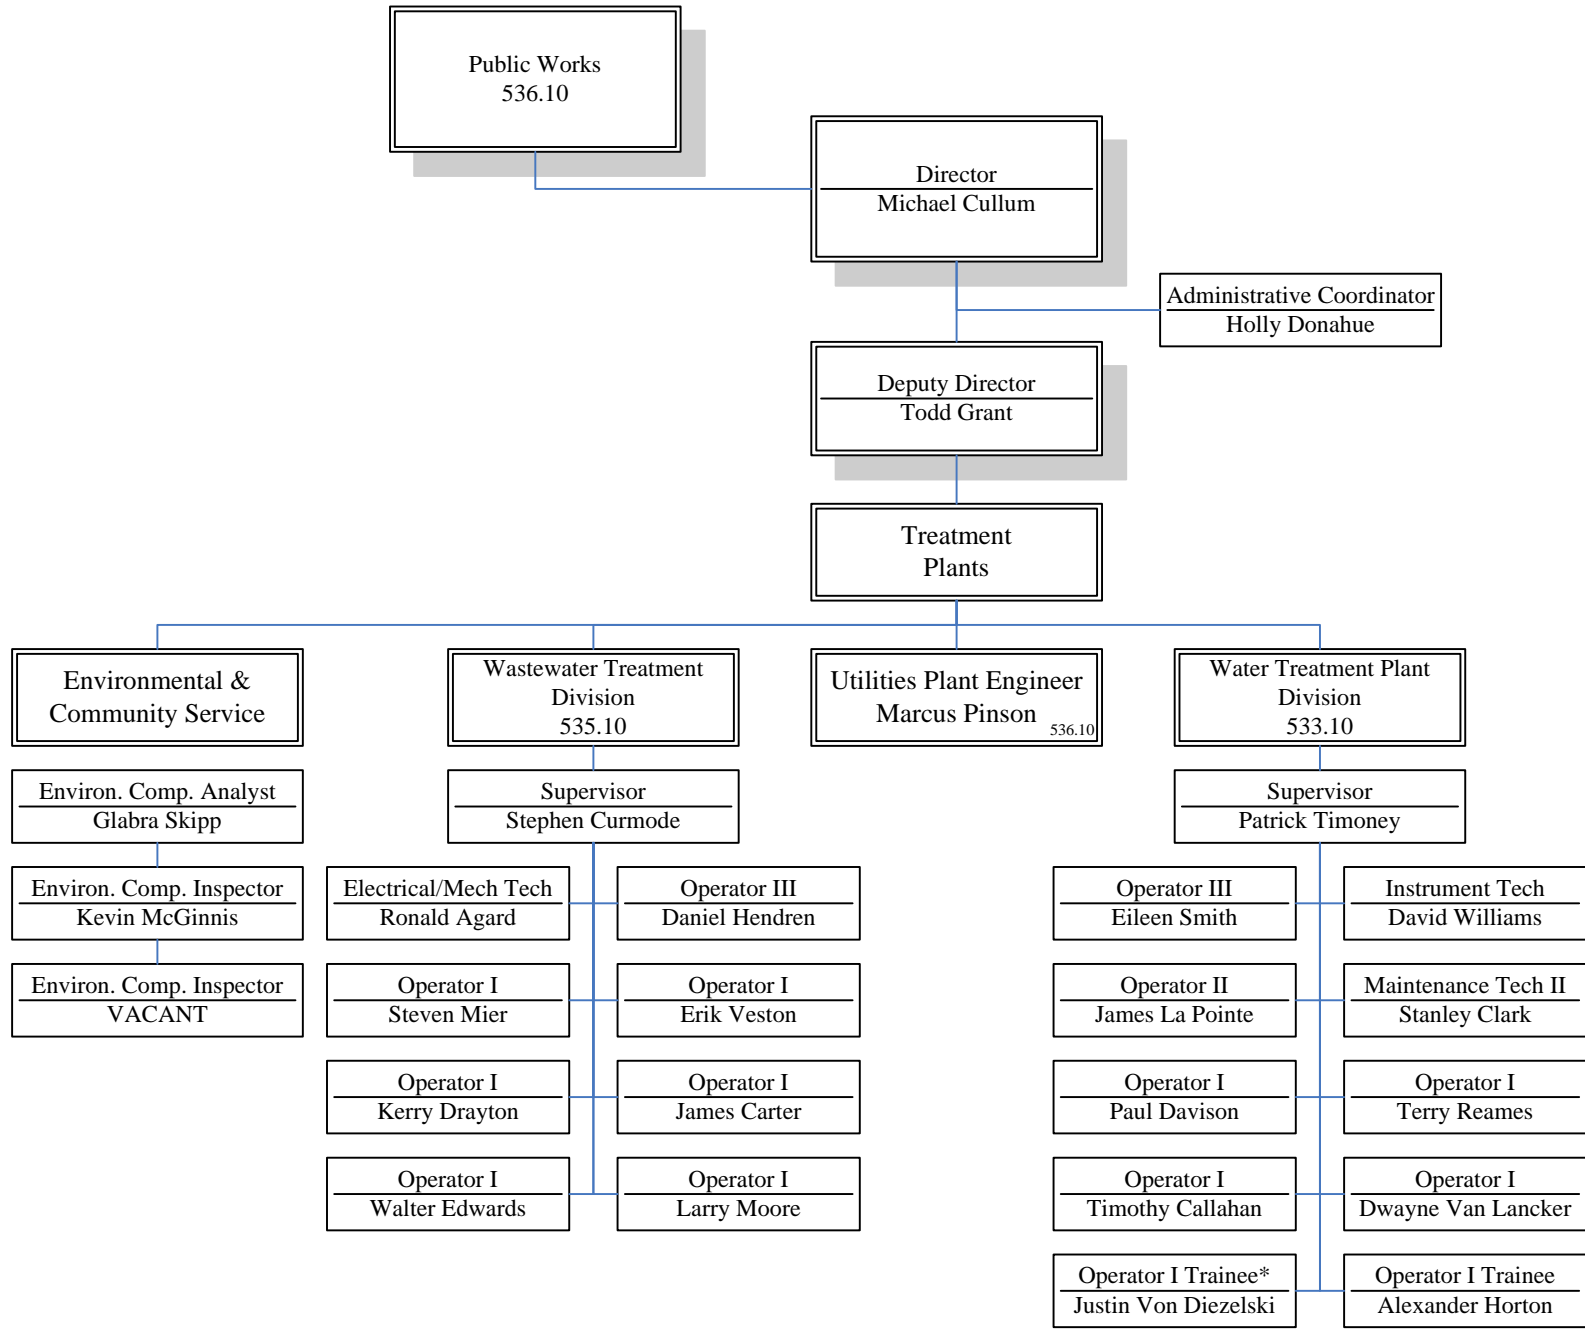 Public Works
536.10
Director
Michael Cullum
Administrative Coordinator
Holly Donahue
Deputy Director
Todd Grant
Treatment
Plants
Environmental &
Community Service
Wastewater Treatment
Division
535.10
Utilities Plant Engineer
Marcus Pinson
536.10
Water Treatment Plant
Division
533.10
Environ. Comp. Analyst
Glabra Skipp
Supervisor
Stephen Curmode
Supervisor
Patrick Timoney
Environ. Comp. Inspector
Kevin McGinnis
Electrical/Mech Tech
Ronald Agard
Operator III
Daniel Hendren
Operator III
Eileen Smith
Instrument Tech
David Williams
Environ. Comp. Inspector
VACANT
Operator I
Steven Mier
Operator I
Erik Veston
Operator II
James La Pointe
Maintenance Tech II
Stanley Clark
Operator I
Kerry Drayton
Operator I
James Carter
Operator I
Paul Davison
Operator I
Terry Reames
Operator I
Walter Edwards
Operator I
Larry Moore
Operator I
Timothy Callahan
Operator I
Dwayne Van Lancker
Operator I Trainee*
Justin Von Diezelski
Operator I Trainee
Alexander Horton